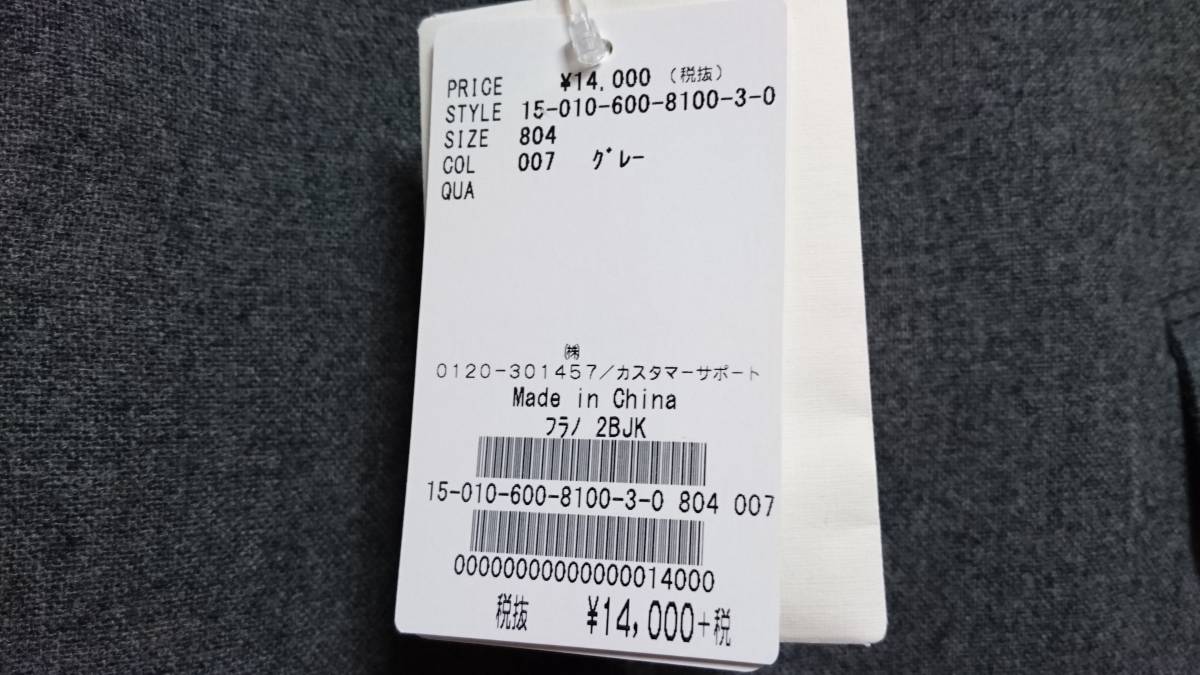 PRICE ¥14,000 (税抜)
STYLE 15-010-600-8100-3-0
SIZE 804
COL 007 グレー
QUA
㈱
0120-301457/カスタマーサポート
Made in China
フラノ 2BJK
15-010-600-8100-3-0 804 007
0000000000000014000
税抜 ¥14,000+税